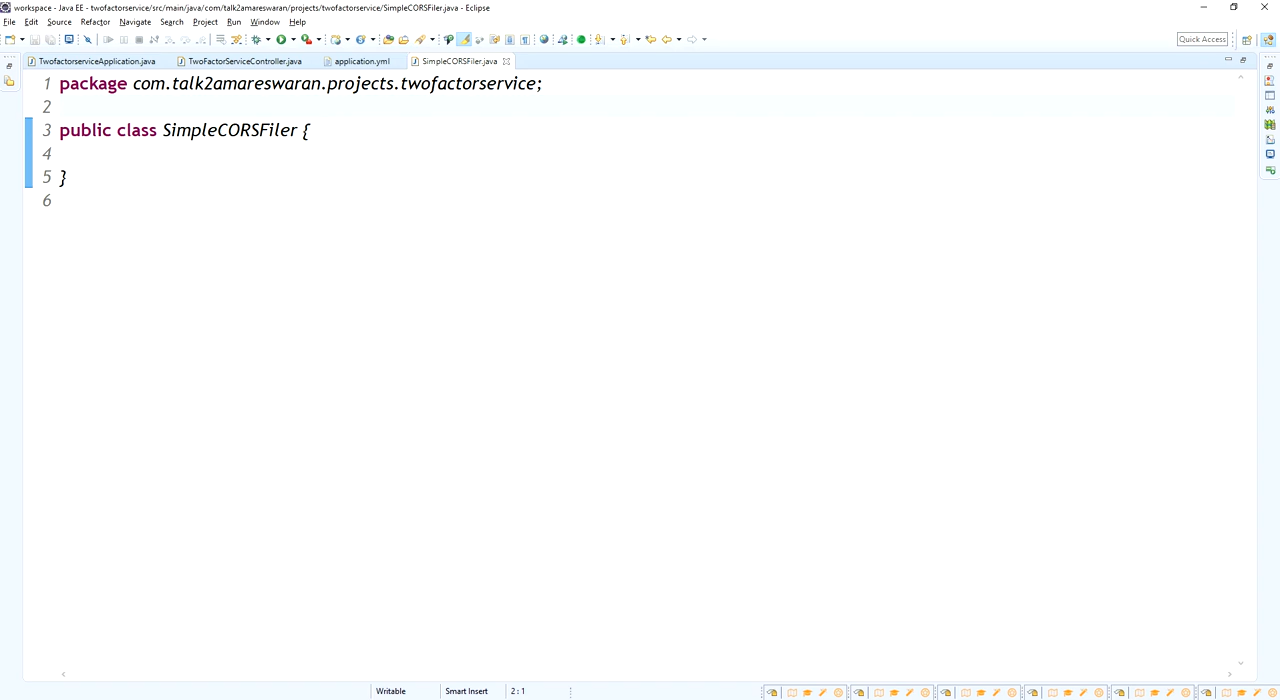 workspace - Java EE - twofactorservice/src/main/java/com/talk2amareswaran/projects/twofactorservice/SimpleCORSFiler.java - Eclipse
File Edit Source Refactor Navigate Search Project Run Window Help
Quick Access
TwofactorserviceApplication.java TwoFactorServiceController.java application.yml SimpleCORSFiler.java
1 package com.talk2amareswaran.projects.twofactorservice;
2
3 public class SimpleCORSFiler {
4
5 }
6
Writable Smart Insert 2 : 1